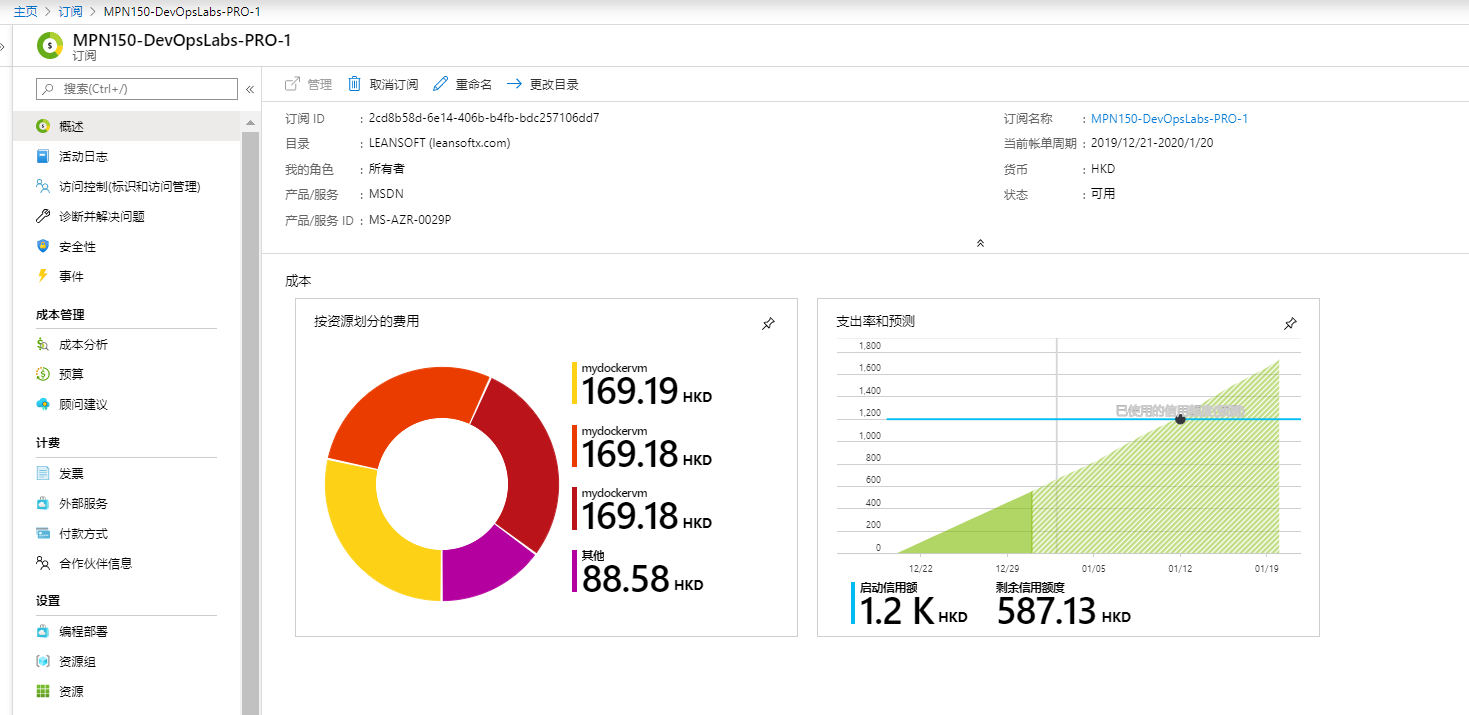 主页 > 订阅 > MPN150-DevOpsLabs-PRO-1
MPN150-DevOpsLabs-PRO-1
订阅
搜索(Ctrl+/)
概述
活动日志
访问控制(标识和访问管理)
诊断并解决问题
安全性
事件
成本管理
成本分析
预算
顾问建议
计费
发票
外部服务
付款方式
合作伙伴信息
设置
编程部署
资源组
资源
管理 取消订阅 重命名 更改目录
订阅 ID : 2cd8b58d-6e14-406b-b4fb-bdc257106dd7
目录 : LEANSOFT (leansoftx.com)
我的角色 : 所有者
产品/服务 : MSDN
产品/服务 ID : MS-AZR-0029P
订阅名称 : MPN150-DevOpsLabs-PRO-1
当前帐单周期 : 2019/12/21-2020/1/20
货币 : HKD
状态 : 可用
成本
按资源划分的费用
mydockervm
169.19 HKD
mydockervm
169.18 HKD
mydockervm
169.18 HKD
其他
88.58 HKD
支出率和预测
1,800
1,600
1,400
1,200
1,000
800
600
400
200
0
已使用的信用额度
12/22 12/29 01/05 01/12 01/19
启动信用额
1.2 K HKD
剩余信用额度
587.13 HKD